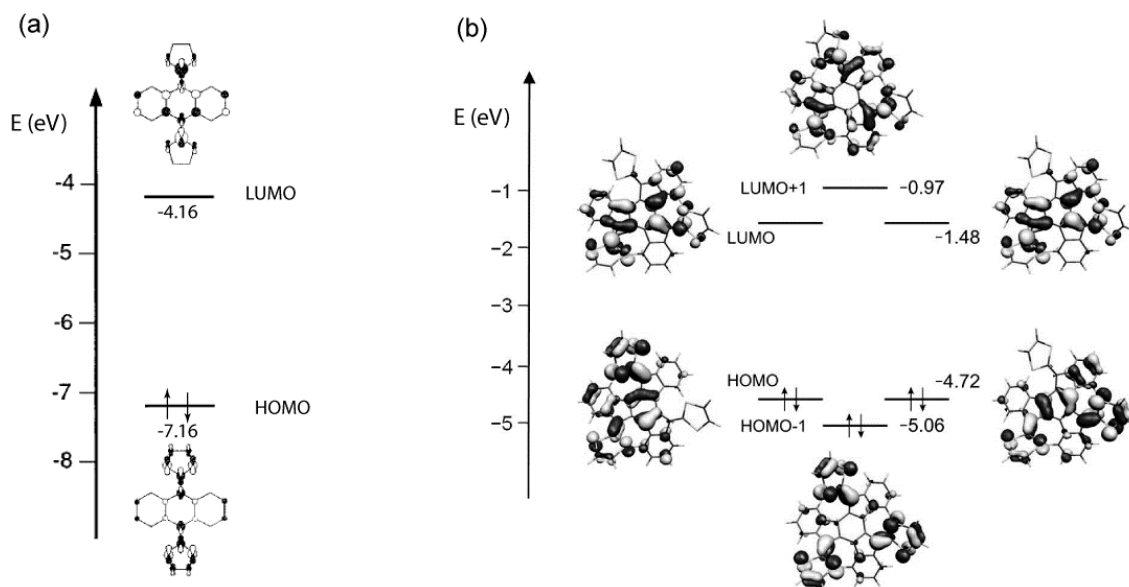 (a)
E (eV)
-4
-5
-6
-7
-8
LUMO
-4.16
HOMO
-7.16
(b)
E (eV)
-1
-2
-3
-4
-5
LUMO+1
-0.97
LUMO
-1.48
HOMO
-4.72
HOMO-1
-5.06